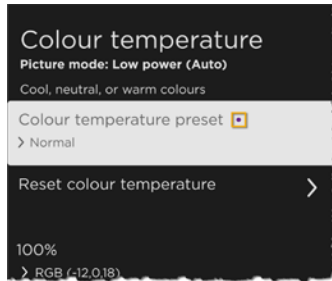 Colour temperature
Picture mode: Low power (Auto)
Cool, neutral, or warm colours
Colour temperature preset
Normal
Reset colour temperature
100%
RGB (-12,0,18)